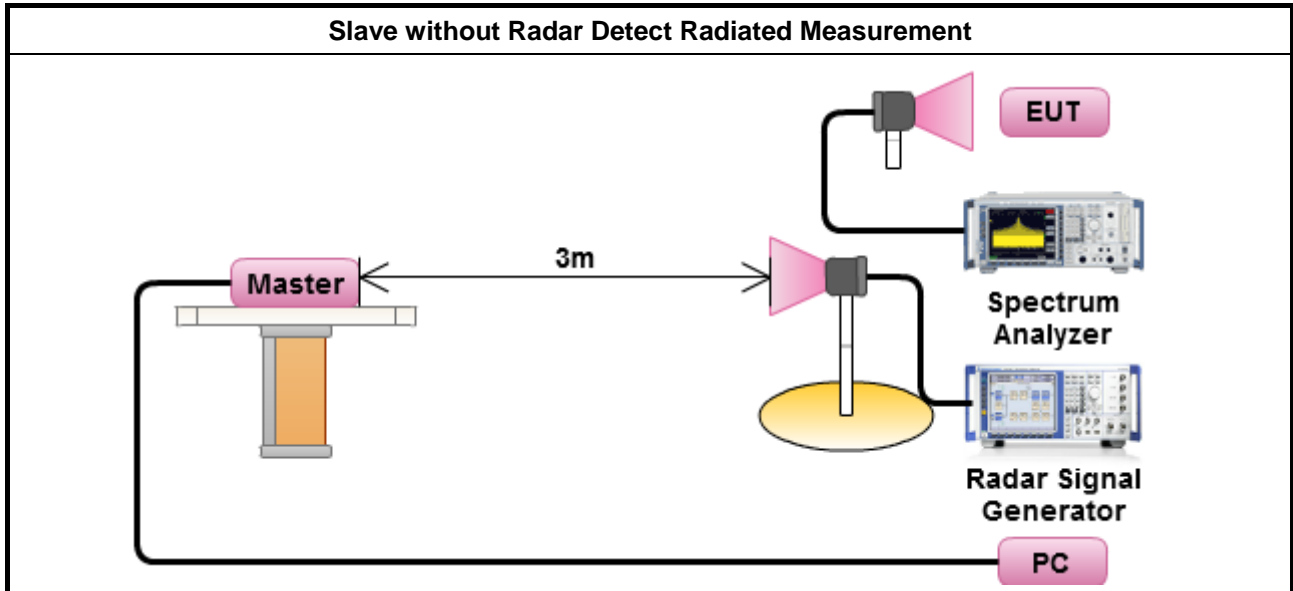 Slave without Radar Detect Radiated Measurement
EUT
3m
Master
Spectrum
Analyzer
Radar Signal
Generator
PC